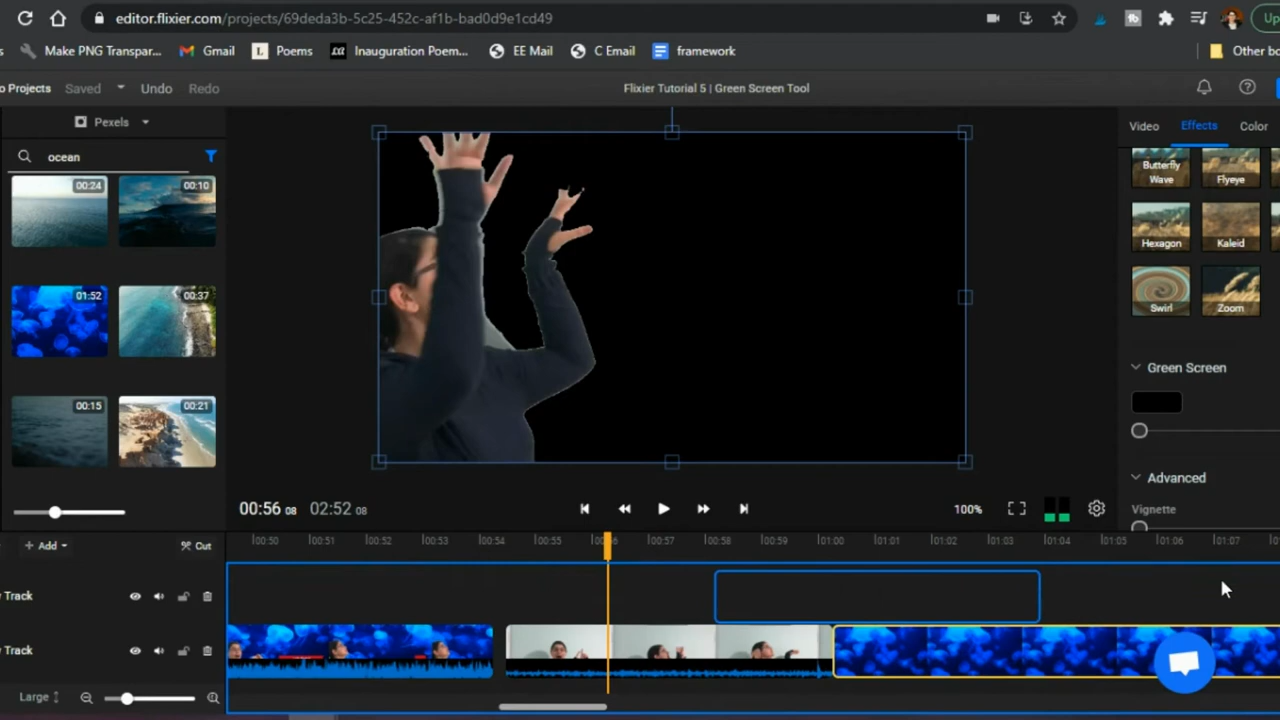 editor.flixier.com/projects/69deda3b-5c25-452c-af1b-bad0d9e1cd49
Make PNG Transpar... Gmail Poems Inauguration Poem... EE Mail C Email framework Other bo
o Projects Saved Undo Redo Flixier Tutorial 5 | Green Screen Tool
Pexels
Video Effects Color
ocean
00:24 00:10
Butterfly Wave Flyeye
Hexagon Kaleid
01:52 00:37
Swirl Zoom
Green Screen
00:15 00:21
Advanced
Vignette
00:56 08 02:52 08 100%
+ Add Cut
00:50 00:51 00:52 00:53 00:54 00:55 00:57 00:58 00:59 01:00 01:01 01:02 01:03 01:04 01:05 01:06 01:07
Track
Track
Large